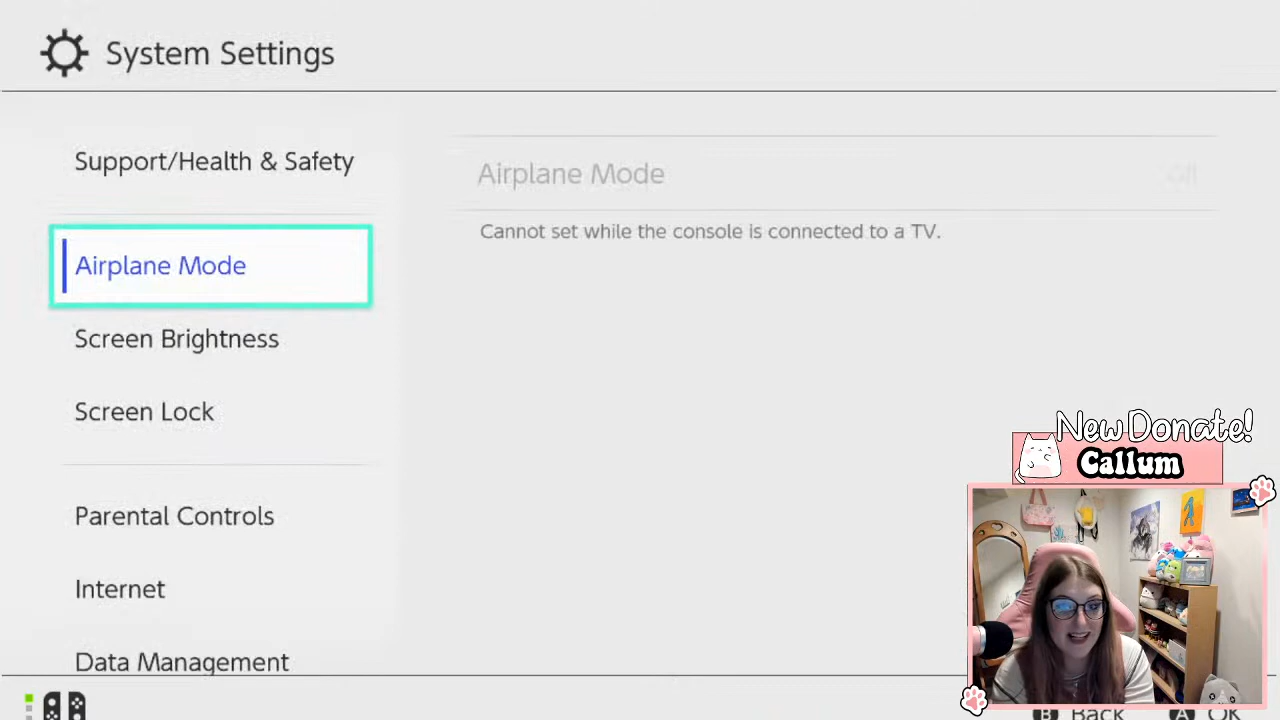 System Settings
Support/Health & Safety
Airplane Mode
Screen Brightness
Screen Lock
Parental Controls
Internet
Data Management
Airplane Mode Off
Cannot set while the console is connected to a TV.
New Donate!
Callum
B Back A OK